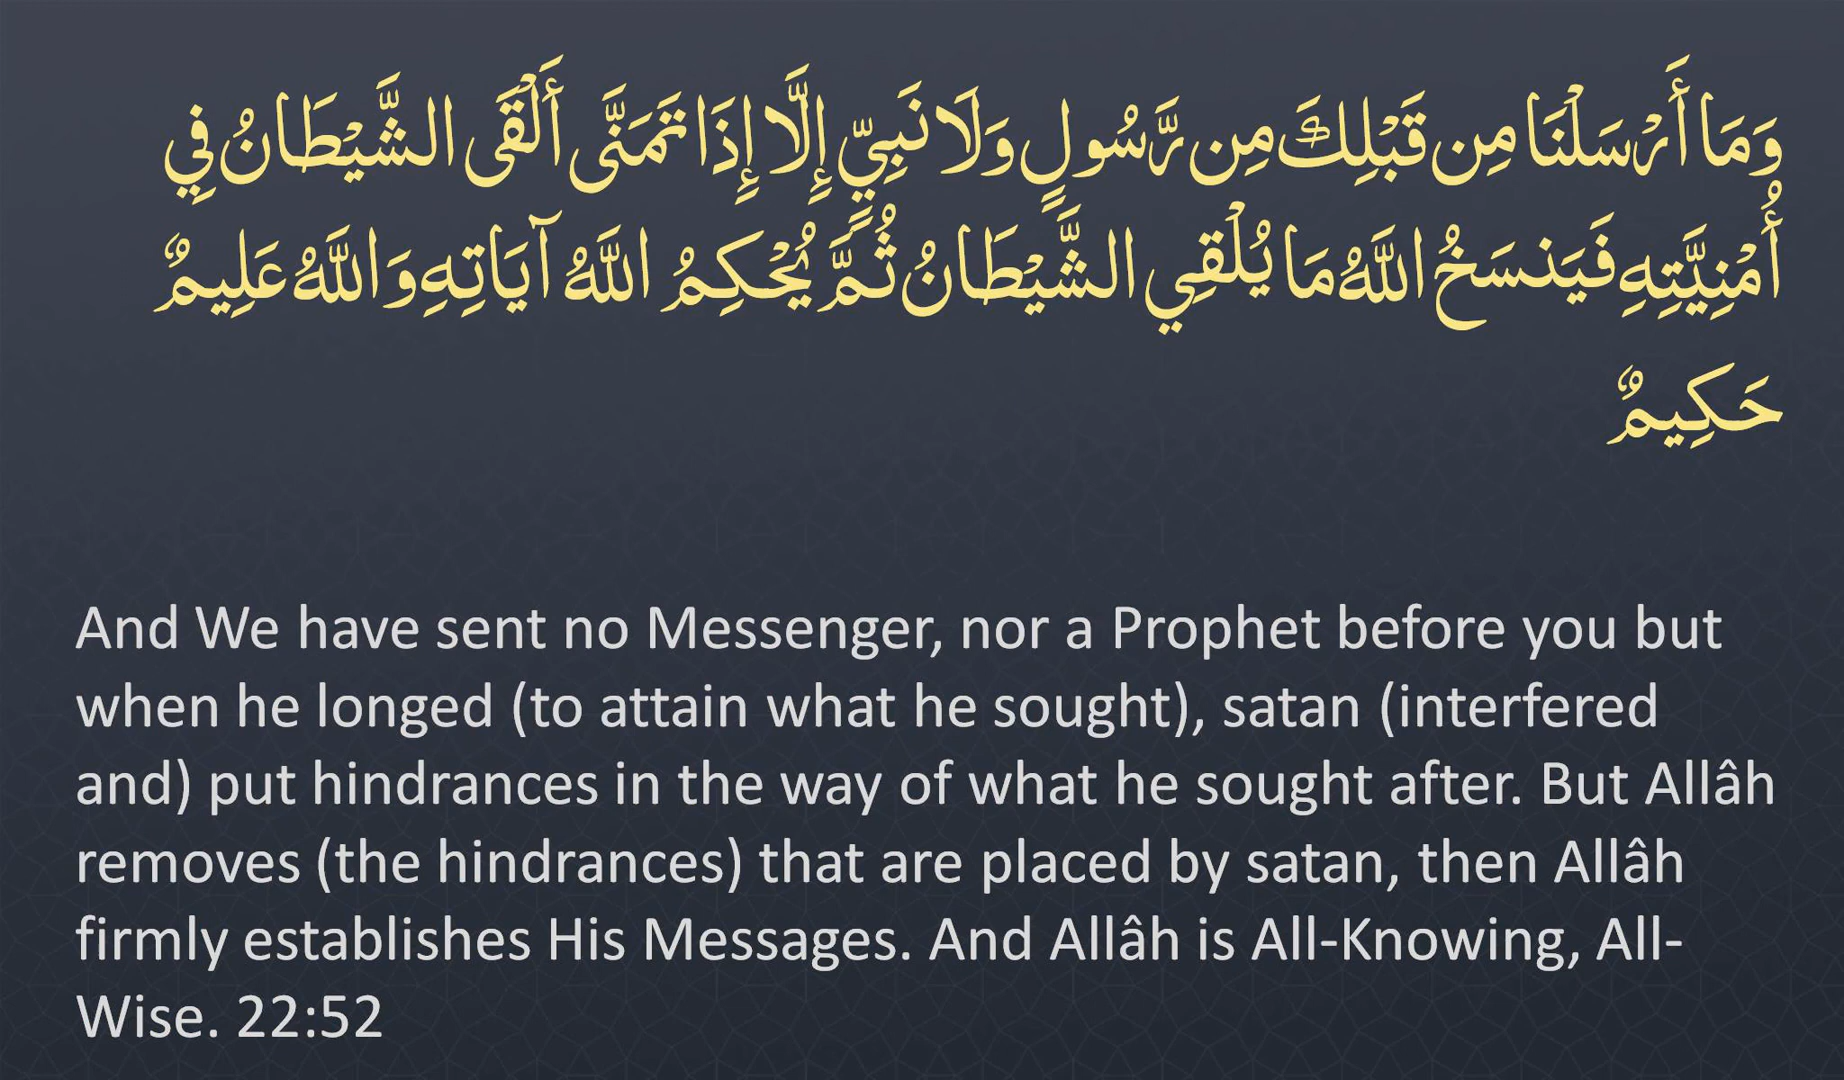 وَمَا أَرْسَلْنَا مِن قَبْلِكَ مِن رَّسُولٍ وَلَا نَبِيٍّ إِلَّا إِذَا تَمَنَّى أَلْقَى الشَّيْطَانُ فِي
أُمْنِيَّتِهِ فَيَنسَخُ اللَّهُ مَا يُلْقِي الشَّيْطَانُ ثُمَّ يُحْكِمُ اللَّهُ آيَاتِهِ وَاللَّهُ عَلِيمٌ
حَكِيمٌ
And We have sent no Messenger, nor a Prophet before you but
when he longed (to attain what he sought), satan (interfered
and) put hindrances in the way of what he sought after. But Allâh
removes (the hindrances) that are placed by satan, then Allâh
firmly establishes His Messages. And Allâh is All-Knowing, All-
Wise. 22:52